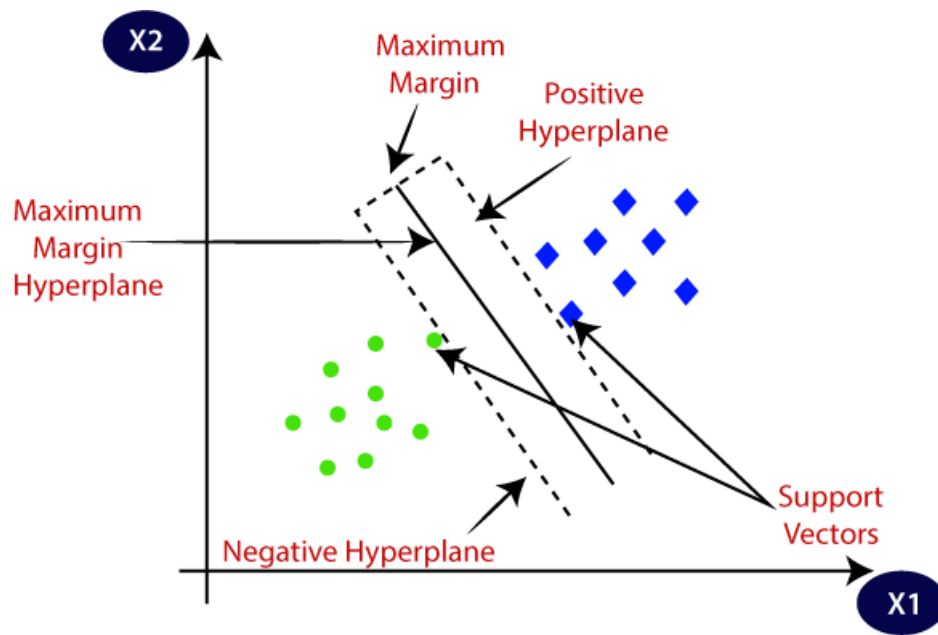 X2
Maximum
Margin
Positive
Hyperplane
Maximum
Margin
Hyperplane
Support
Vectors
Negative Hyperplane
X1